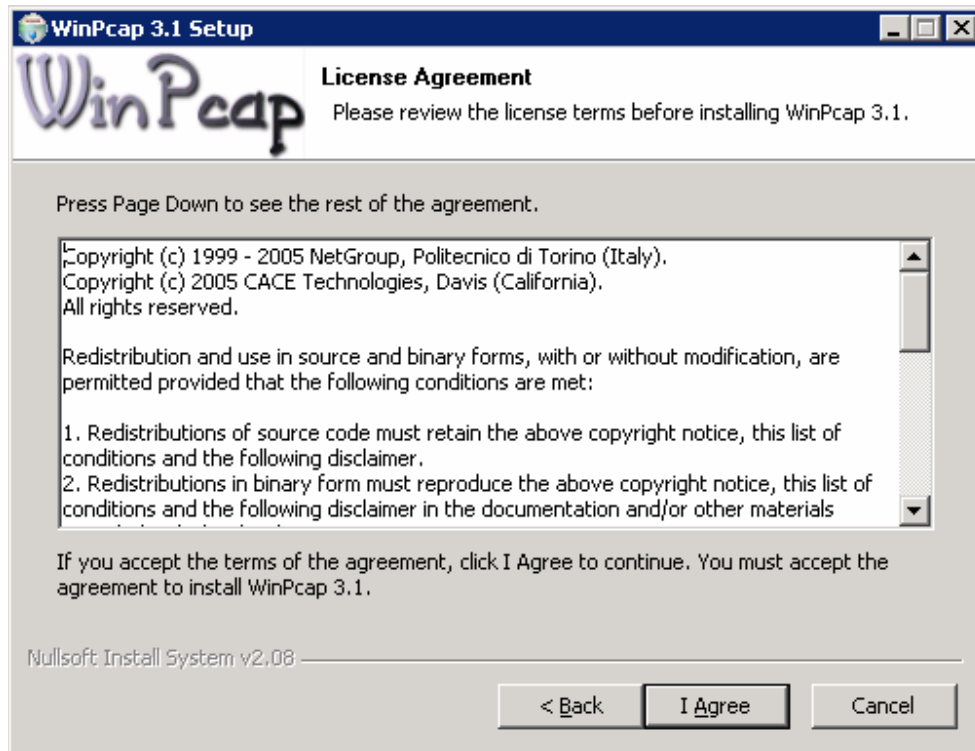 WinPcap 3.1 Setup
WinPcap
License Agreement
Please review the license terms before installing WinPcap 3.1.
Press Page Down to see the rest of the agreement.
Copyright (c) 1999 - 2005 NetGroup, Politecnico di Torino (Italy).
Copyright (c) 2005 CACE Technologies, Davis (California).
All rights reserved.
Redistribution and use in source and binary forms, with or without modification, are
permitted provided that the following conditions are met:
1. Redistributions of source code must retain the above copyright notice, this list of
conditions and the following disclaimer.
2. Redistributions in binary form must reproduce the above copyright notice, this list of
conditions and the following disclaimer in the documentation and/or other materials
If you accept the terms of the agreement, click I Agree to continue. You must accept the
agreement to install WinPcap 3.1.
Nullsoft Install System v2.08
< Back
I Agree
Cancel